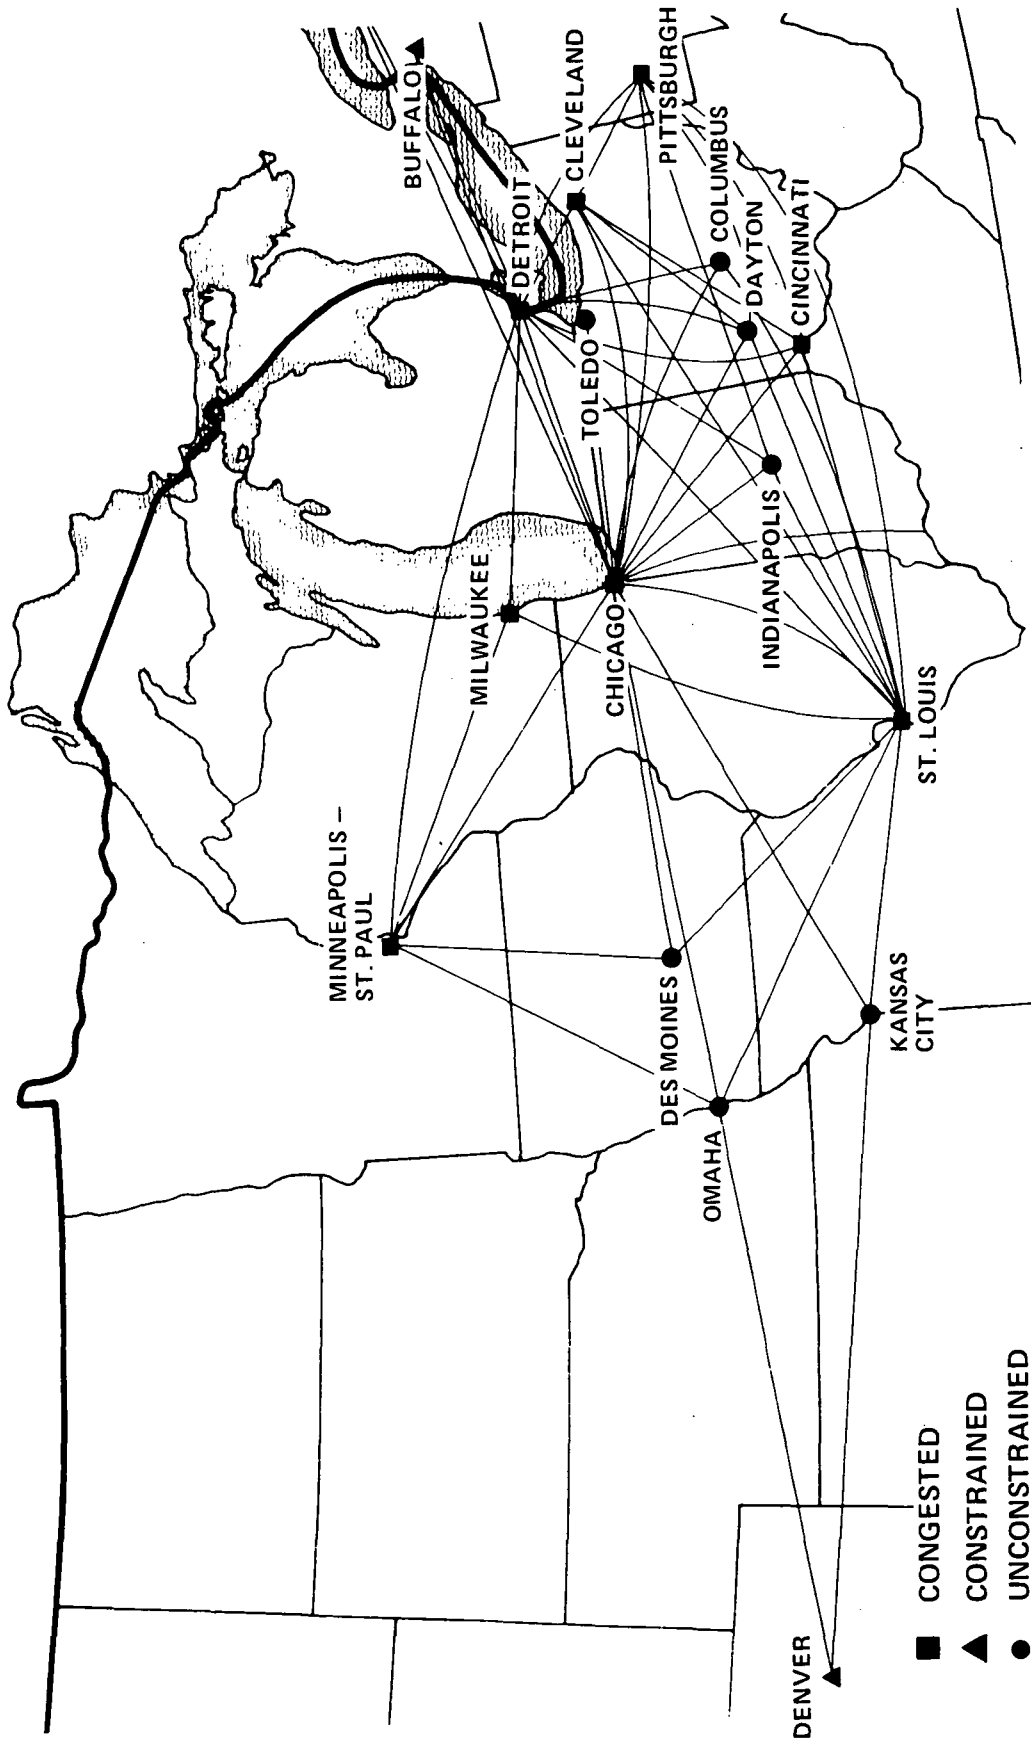 MINNEAPOLIS –
ST. PAUL
MILWAUKEE
DETROIT
BUFFALO
CHICAGO
TOLEDO
CLEVELAND
PITTSBURGH
COLUMBUS
DAYTON
CINCINNATI
INDIANAPOLIS
ST. LOUIS
DES MOINES
OMAHA
KANSAS
CITY
DENVER
CONGESTED
CONSTRAINED
UNCONSTRAINED